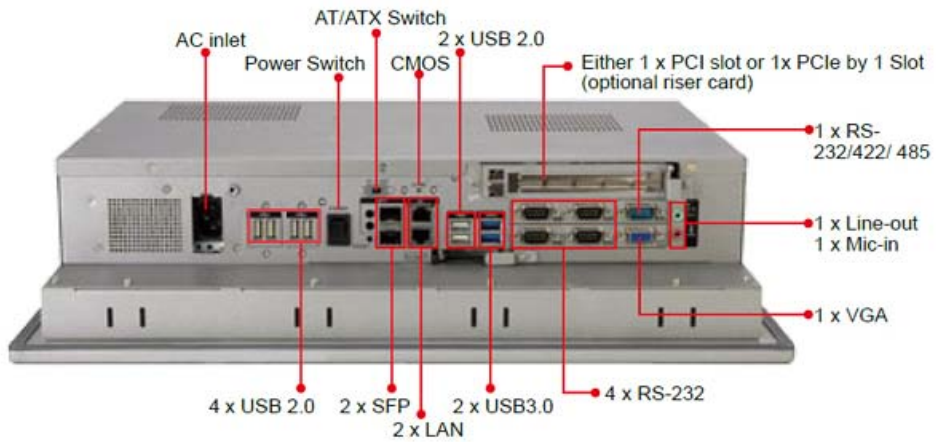 AT/ATX Switch
AC inlet
2 x USB 2.0
Power Switch
CMOS
Either 1 x PCI slot or 1x PCIe by 1 Slot
(optional riser card)
1 x RS-
232/422/ 485
1 x Line-out
1 x Mic-in
1 x VGA
4 x USB 2.0
2 x SFP
2 x USB3.0
4 x RS-232
2 x LAN